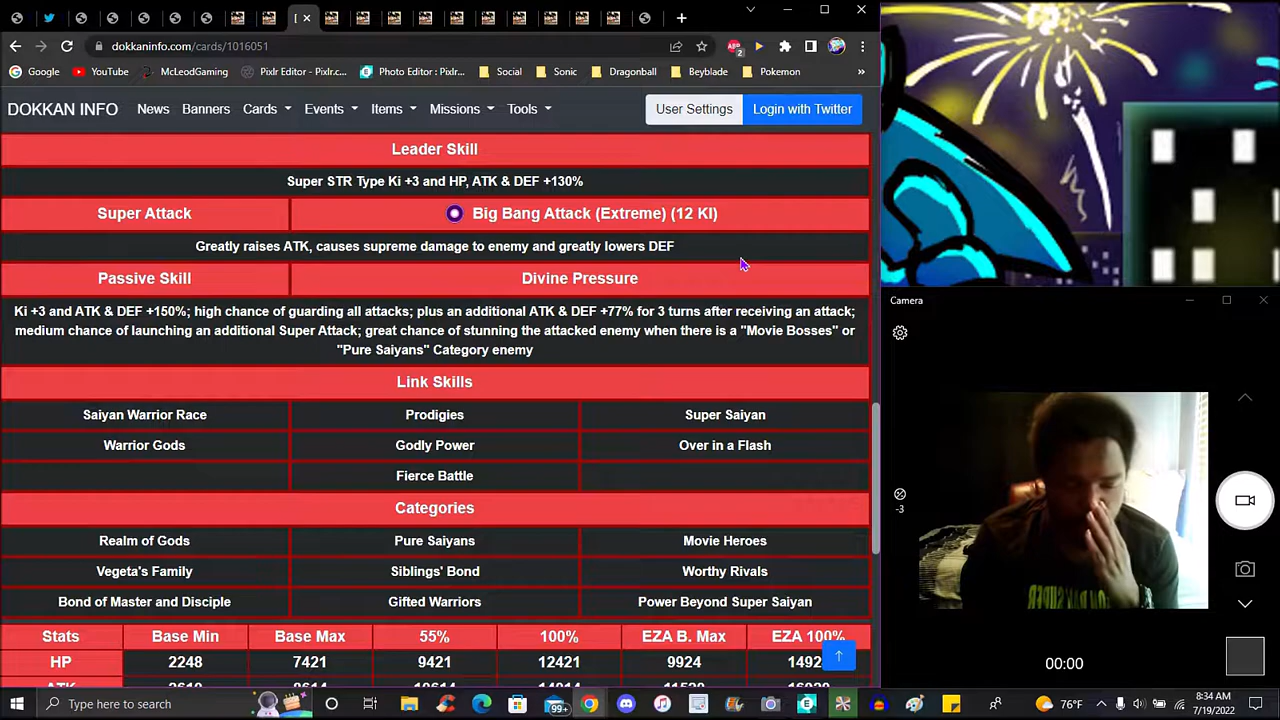 [
dokkaninfo.com/cards/1016051
2
Google
YouTube
McLeodGaming
Pixlr Editor - Pixlr.c...
Photo Editor : Pixlr...
Social
Sonic
Dragonball
Beyblade
Pokemon
»
DOKKAN INFO
News
Banners
Cards
Events
Items
Missions
Tools
User Settings
Login with Twitter
Leader Skill
Super STR Type Ki +3 and HP, ATK & DEF +130%
Super Attack
Big Bang Attack (Extreme) (12 KI)
Greatly raises ATK, causes supreme damage to enemy and greatly lowers DEF
Passive Skill
Divine Pressure
Ki +3 and ATK & DEF +150%; high chance of guarding all attacks; plus an additional ATK & DEF +77% for 3 turns after receiving an attack;
medium chance of launching an additional Super Attack; great chance of stunning the attacked enemy when there is a "Movie Bosses" or
"Pure Saiyans" Category enemy
Link Skills
Saiyan Warrior Race
Prodigies
Super Saiyan
Warrior Gods
Godly Power
Over in a Flash
Fierce Battle
Categories
Realm of Gods
Pure Saiyans
Movie Heroes
Vegeta's Family
Siblings' Bond
Worthy Rivals
Bond of Master and Disciple
Gifted Warriors
Power Beyond Super Saiyan
Stats
Base Min
Base Max
55%
100%
EZA B. Max
EZA 100%
HP
2248
7421
9421
12421
9924
1492
Camera
-3
00:00
Type here to search
99+
76°F
8:34 AM
7/19/2022